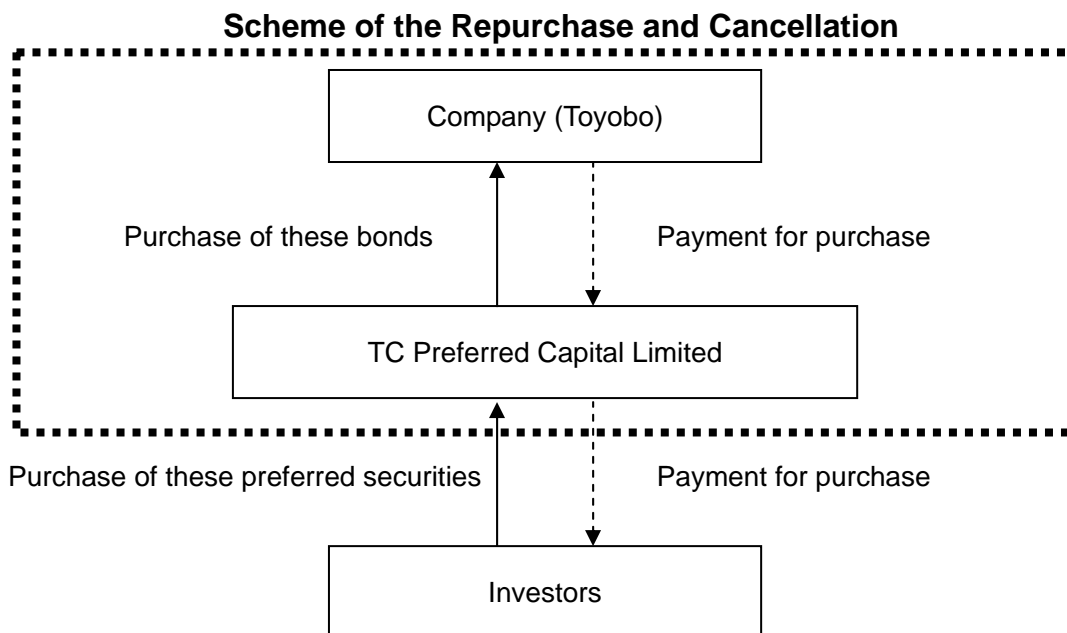 Scheme of the Repurchase and Cancellation
Company (Toyobo)
Purchase of these bonds
Payment for purchase
TC Preferred Capital Limited
Purchase of these preferred securities
Payment for purchase
Investors